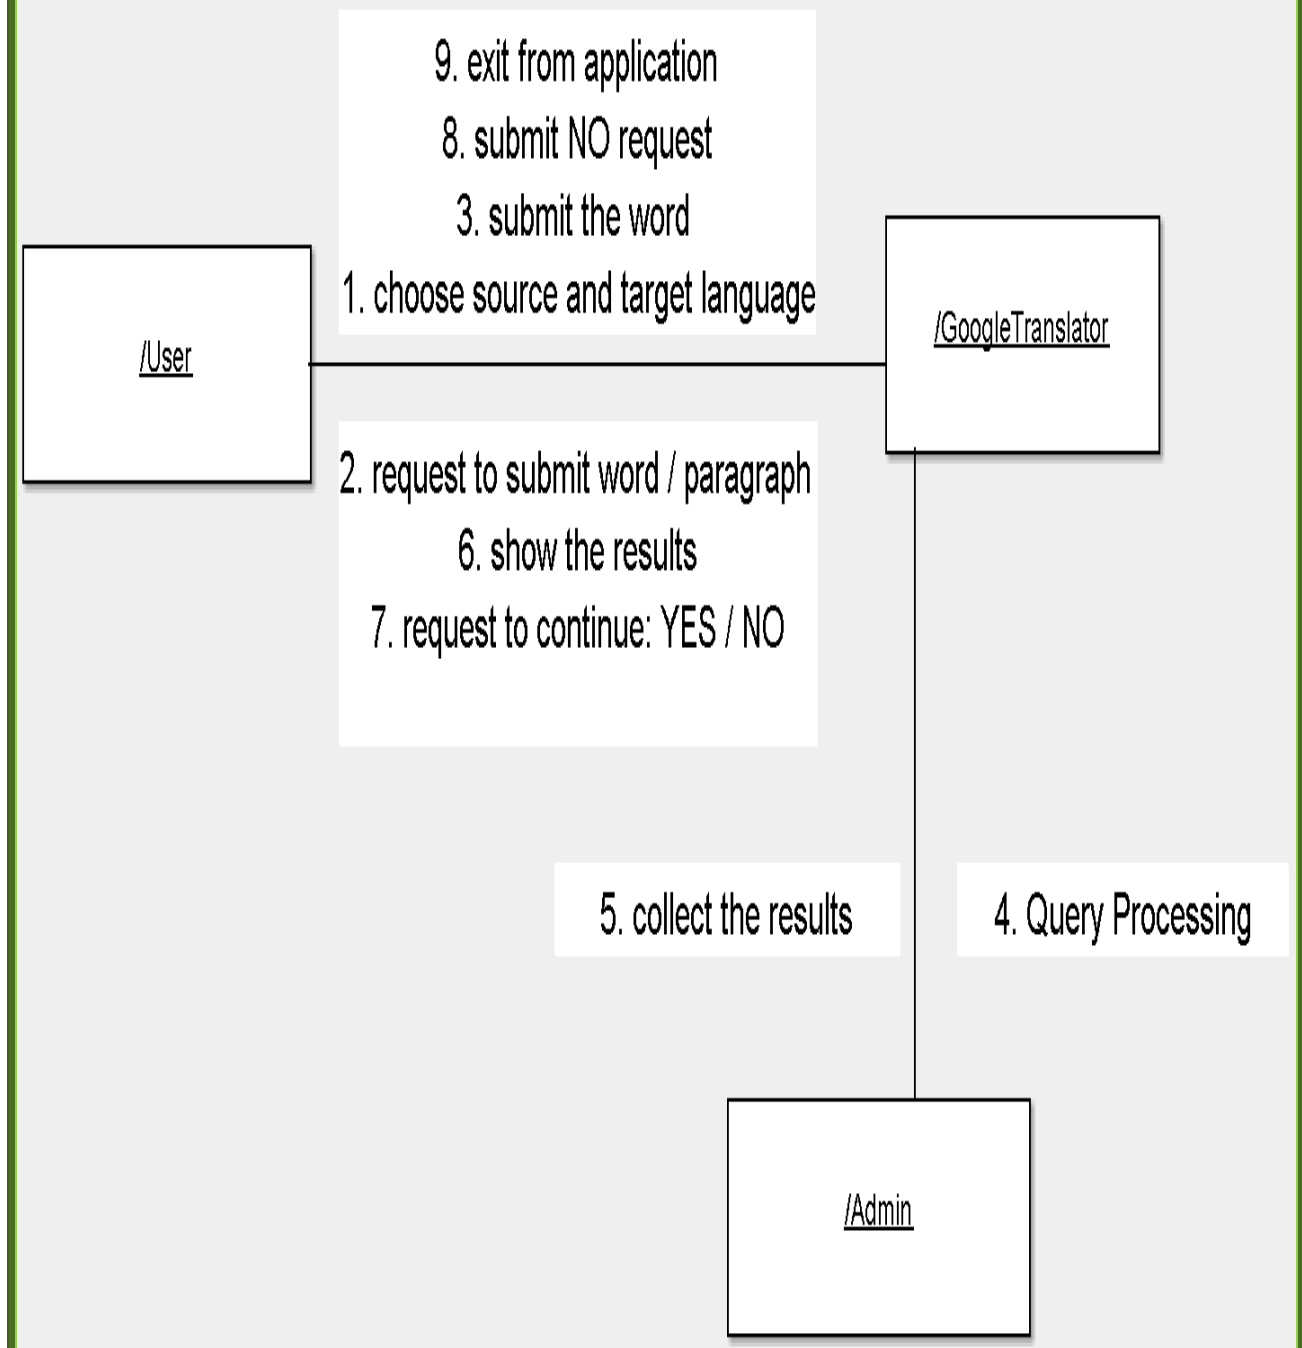 9. exit from application
8. submit NO request
3. submit the word
1. choose source and target language
/User
/GoogleTranslator
2. request to submit word / paragraph
6. show the results
7. request to continue: YES / NO
5. collect the results
4. Query Processing
/Admin